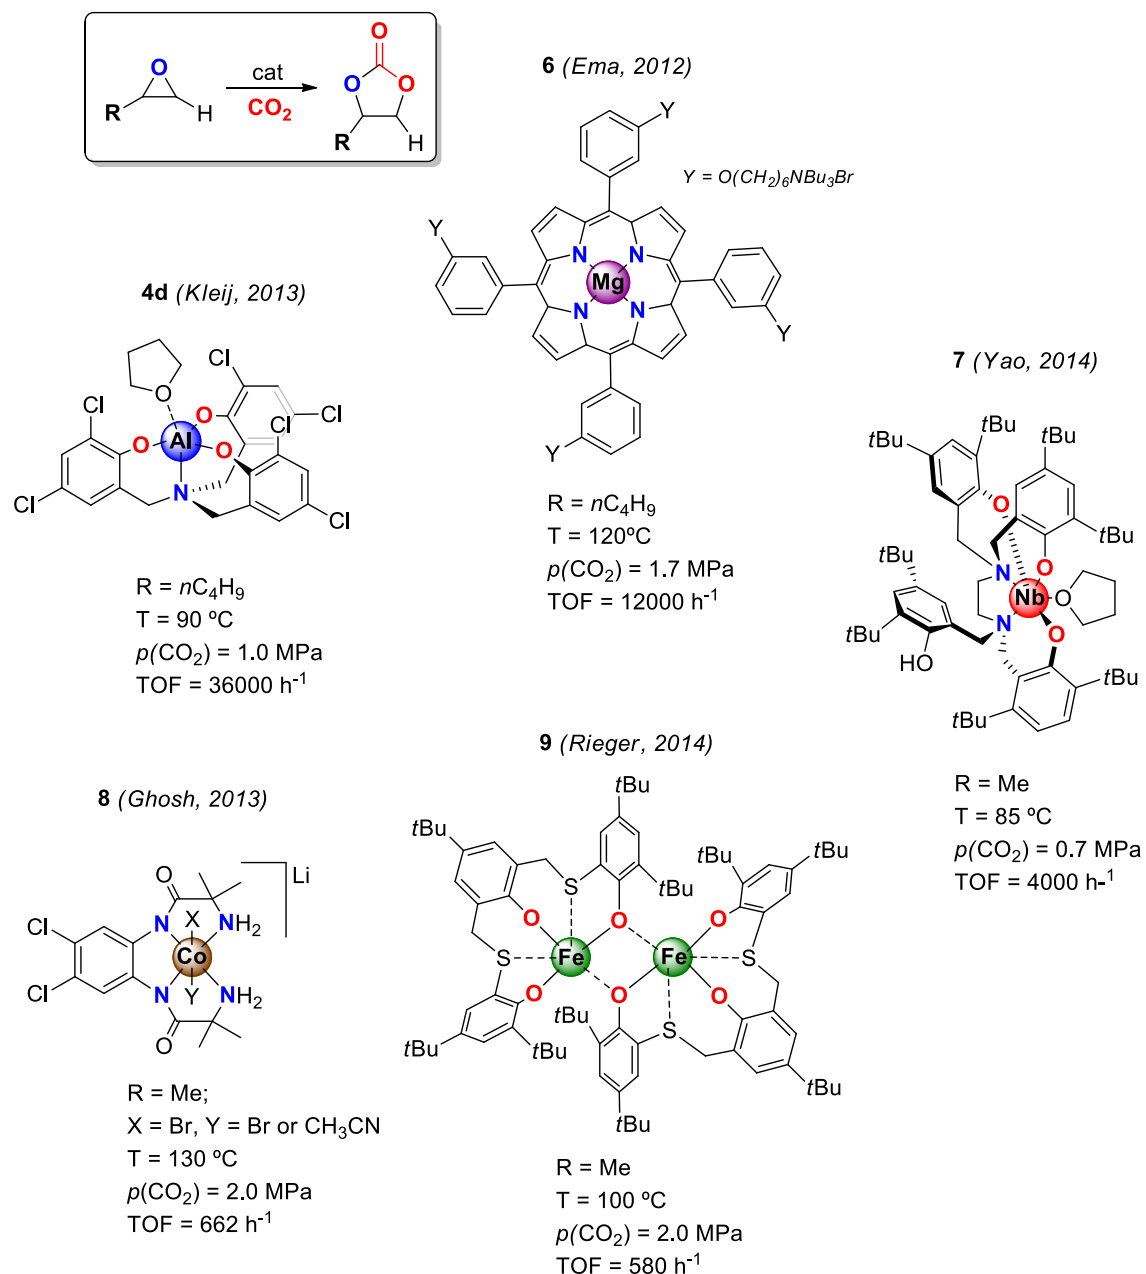 O
O
cat
O
O
R
H
CO2
R
H
6 (Ema, 2012)
Y
Y = O(CH2)6NBu3Br
Y
N
N
Mg
N
N
Y
Y
R = nC4H9
T = 120ºC
p(CO2) = 1.7 MPa
TOF = 12000 h-1
4d (Kleij, 2013)
Cl
O
Cl
O
Cl
Cl
O
Al
O
N
Cl
Cl
R = nC4H9
T = 90 ºC
p(CO2) = 1.0 MPa
TOF = 36000 h-1
7 (Yao, 2014)
tBu
tBu
tBu
O
tBu
tBu
N
O
Nb
O
N
O
tBu
HO
tBu
tBu
R = Me
T = 85 ºC
p(CO2) = 0.7 MPa
TOF = 4000 h-1
8 (Ghosh, 2013)
Li
O
N
X
NH2
Cl
Co
Cl
N
Y
NH2
O
R = Me;
X = Br, Y = Br or CH3CN
T = 130 ºC
p(CO2) = 2.0 MPa
TOF = 662 h-1
9 (Rieger, 2014)
tBu
tBu
tBu
tBu
S
tBu
O
O
O
S
Fe
Fe
S
O
O
O
tBu
S
tBu
tBu
tBu
tBu
tBu
R = Me
T = 100 ºC
p(CO2) = 2.0 MPa
TOF = 580 h-1